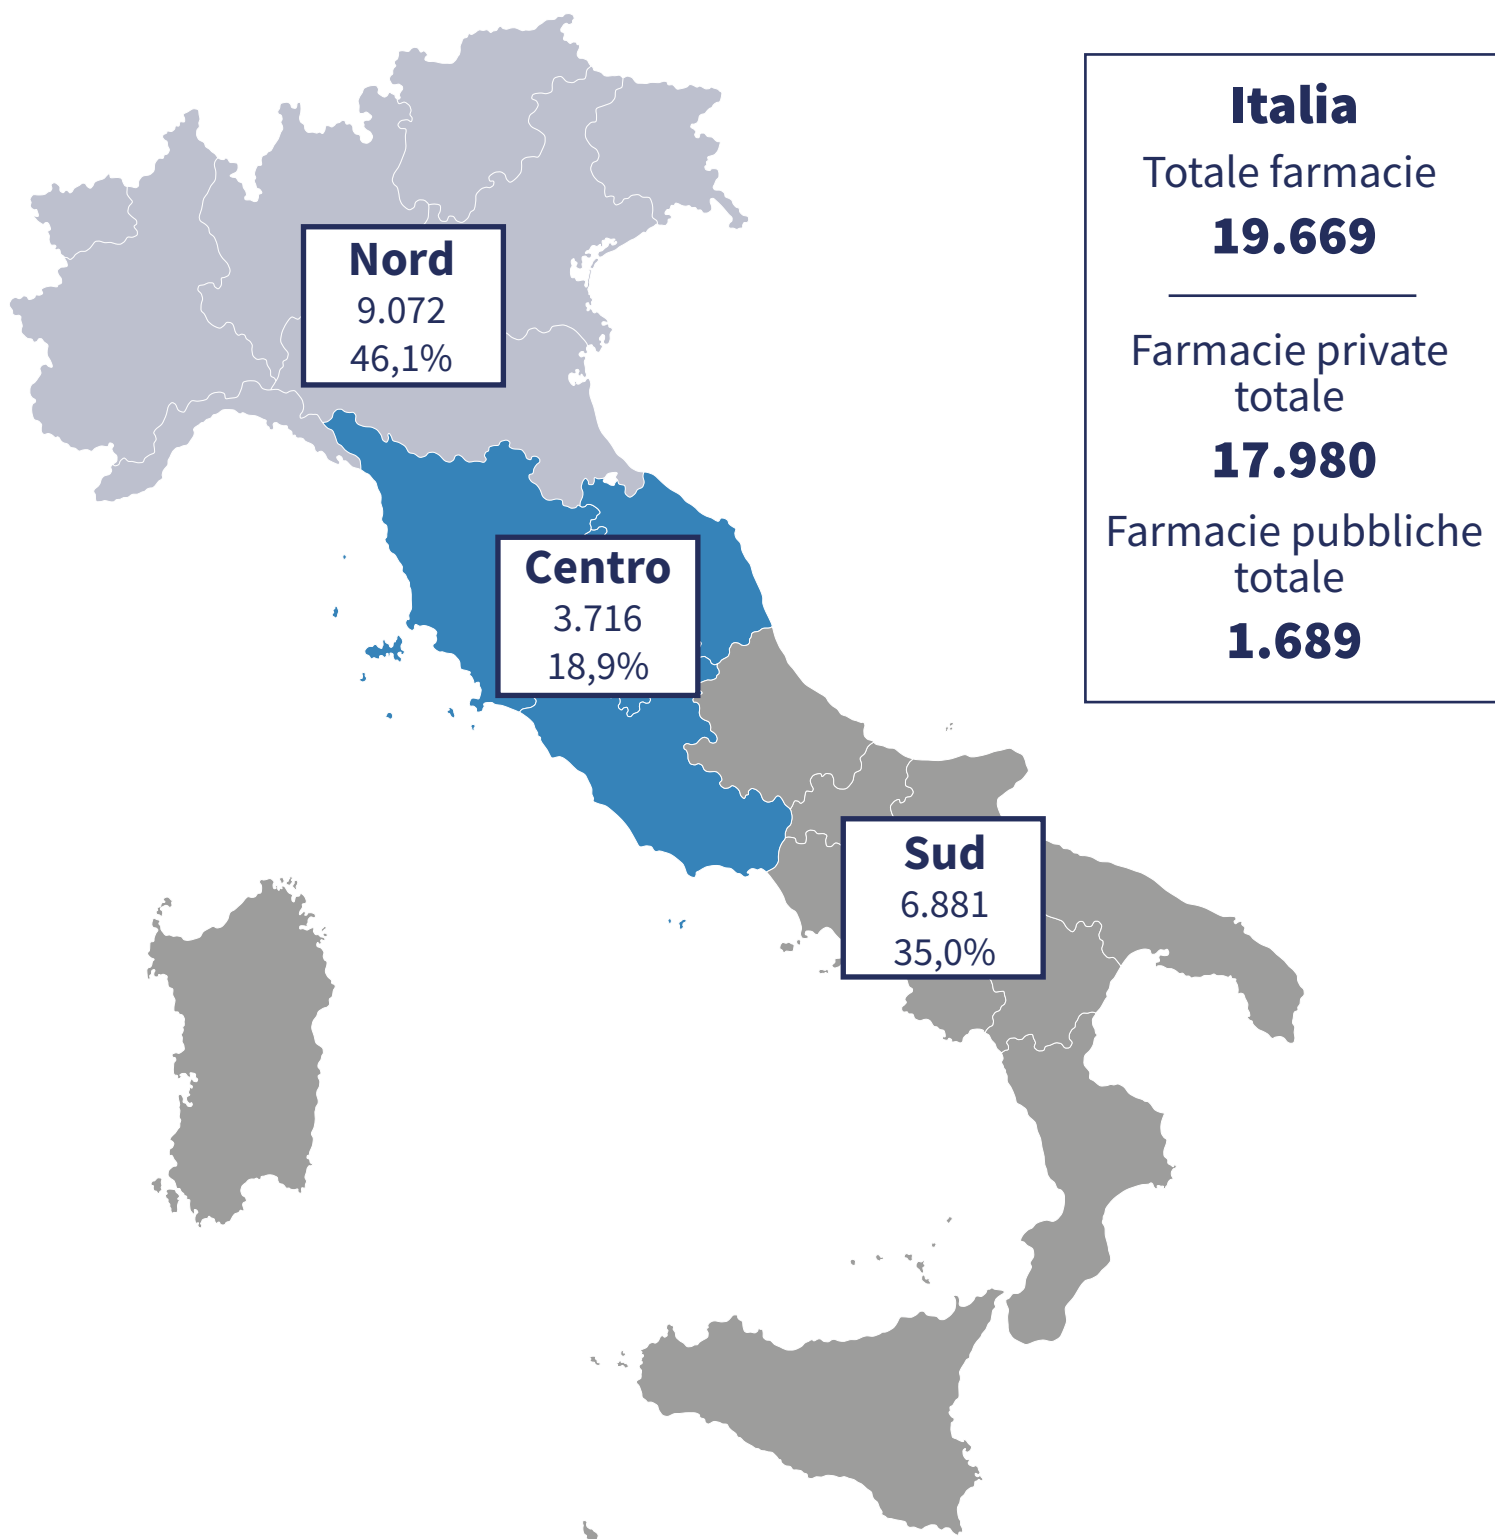 Italia
Totale farmacie
19.669
Farmacie private
totale
17.980
Farmacie pubbliche
totale
1.689
Nord
9.072
46,1%
Centro
3.716
18,9%
Sud
6.881
35,0%